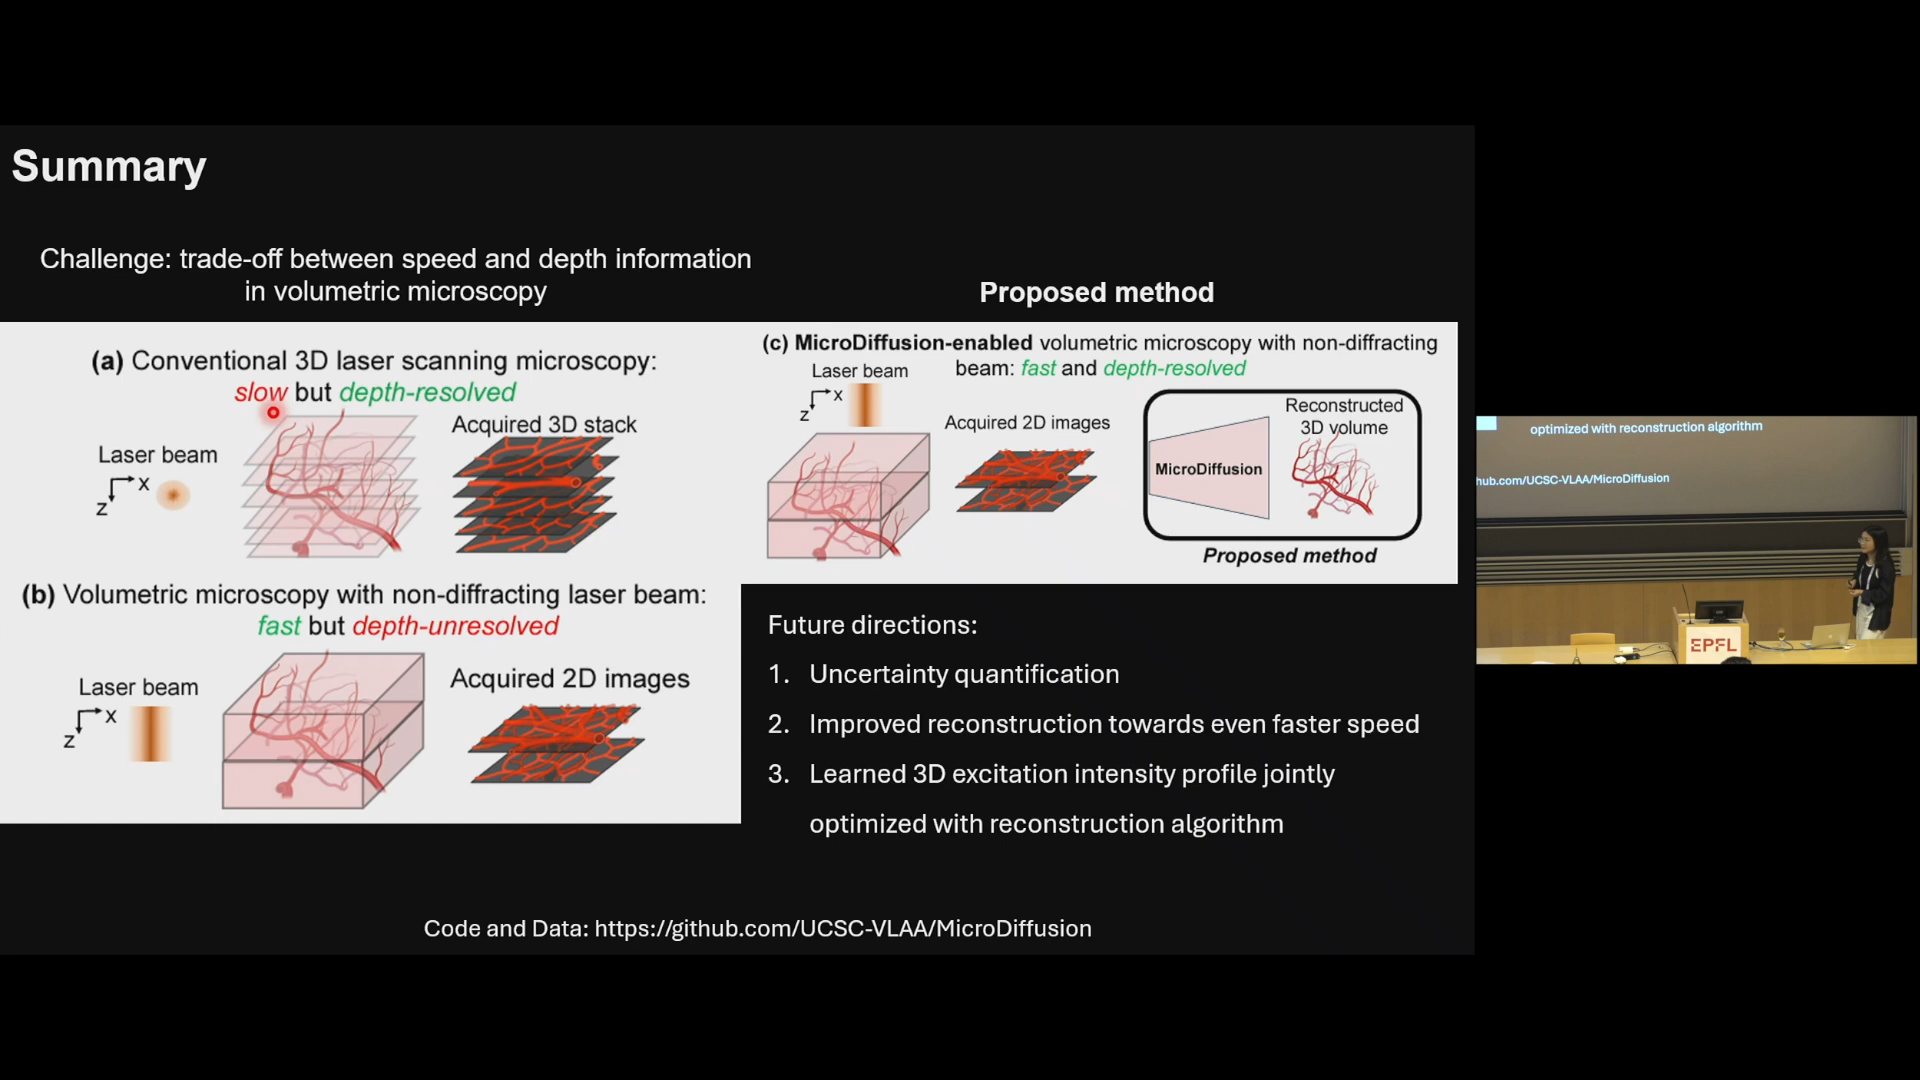 Summary
Challenge: trade-off between speed and depth information
in volumetric microscopy
(a) Conventional 3D laser scanning microscopy:
slow but depth-resolved
Laser beam
x
z
Acquired 3D stack
(b) Volumetric microscopy with non-diffracting laser beam:
fast but depth-unresolved
Laser beam
x
z
Acquired 2D images
Proposed method
(c) MicroDiffusion-enabled volumetric microscopy with non-diffracting
beam: fast and depth-resolved
Laser beam
x
z
Acquired 2D images
MicroDiffusion
Reconstructed
3D volume
Proposed method
Future directions:
1. Uncertainty quantification
2. Improved reconstruction towards even faster speed
3. Learned 3D excitation intensity profile jointly
optimized with reconstruction algorithm
Code and Data: https://github.com/UCSC-VLAA/MicroDiffusion
optimized with reconstruction algorithm
hub.com/UCSC-VLAA/MicroDiffusion
EPFL